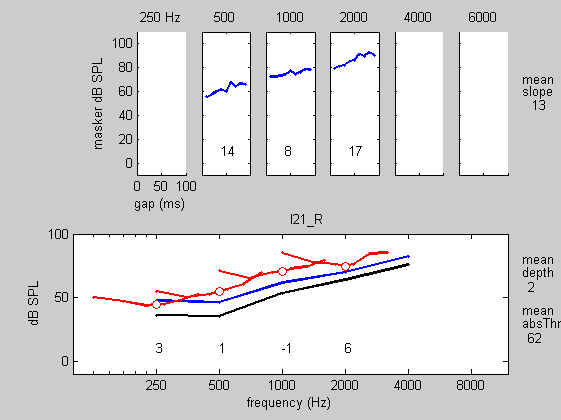 250 Hz 500 1000 2000 4000 6000
100
80
60
40
20
0
masker dB SPL
14 8 17
0 50 100
gap (ms)
mean
slope
13
I21_R
100
50
0
dB SPL
3 1 -1 6
250 500 1000 2000 4000 8000
frequency (Hz)
mean
depth
2
mean
absThr
62